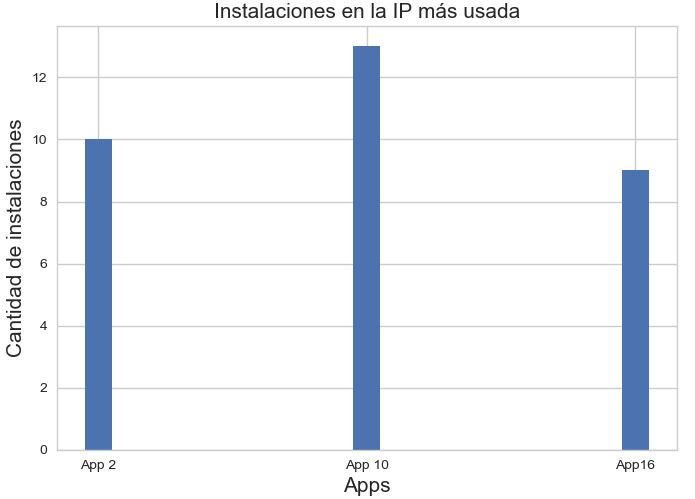 Instalaciones en la IP más usada
Cantidad de instalaciones
12
10
8
6
4
2
0
App 2
App 10
App16
Apps